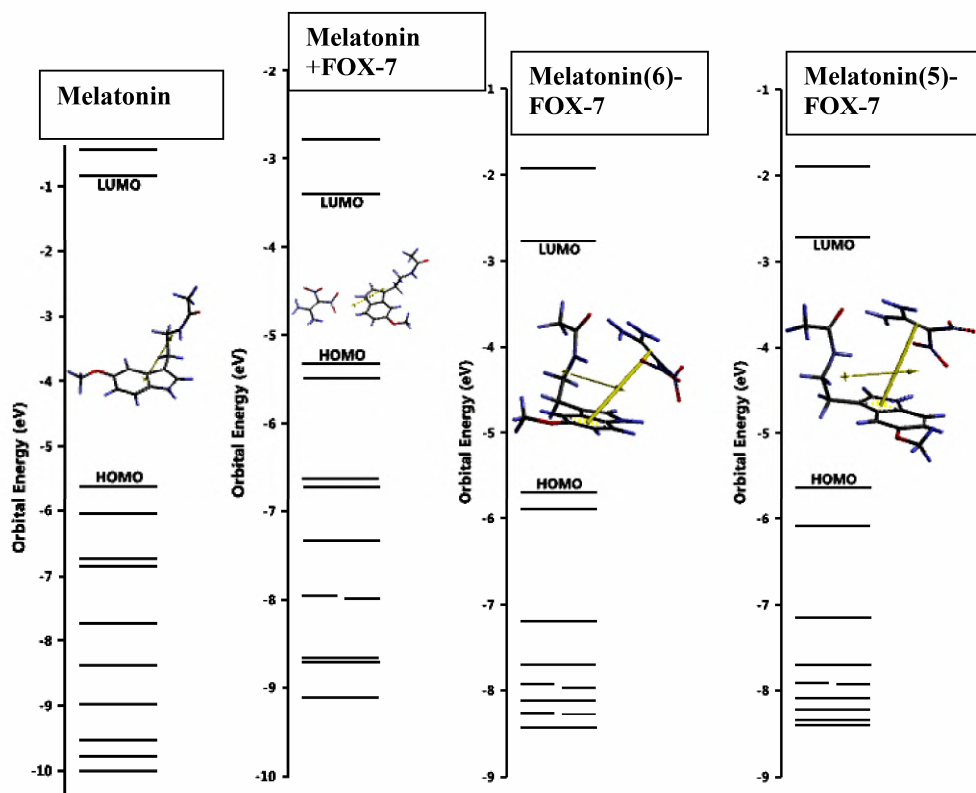 Melatonin
Orbital Energy (eV)
-1
-2
-3
-4
-5
-6
-7
-8
-9
-10
LUMO
HOMO
Melatonin
+FOX-7
Orbital Energy (eV)
-2
-3
-4
-5
-6
-7
-8
-9
-10
LUMO
HOMO
Melatonin(6)-
FOX-7
Orbital Energy (eV)
-1
-2
-3
-4
-5
-6
-7
-8
-9
LUMO
HOMO
Melatonin(5)-
FOX-7
Orbital Energy (eV)
-1
-2
-3
-4
-5
-6
-7
-8
-9
LUMO
HOMO